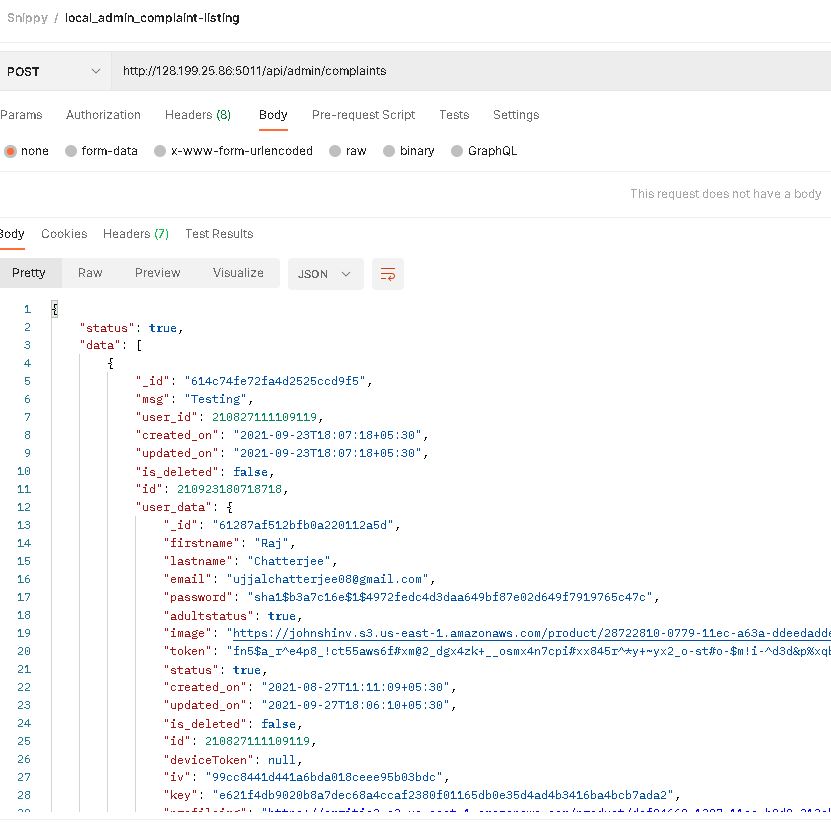 Snippy / local_admin_complaint-listing
POST http://128.199.25.86:5011/api/admin/complaints
Params Authorization Headers (8) Body Pre-request Script Tests Settings
none form-data x-www-form-urlencoded raw binary GraphQL
This request does not have a body
Body Cookies Headers (7) Test Results
Pretty Raw Preview Visualize JSON
1 {
2 "status": true,
3 "data": [
4 {
5 "_id": "614c74fe72fa4d2525ccd9f5",
6 "msg": "Testing",
7 "user_id": 210827111109119,
8 "created_on": "2021-09-23T18:07:18+05:30",
9 "updated_on": "2021-09-23T18:07:18+05:30",
10 "is_deleted": false,
11 "id": 210923180718718,
12 "user_data": {
13 "_id": "61287af512bfb0a220112a5d",
14 "firstname": "Raj",
15 "lastname": "Chatterjee",
16 "email": "ujjalchatterjee08@gmail.com",
17 "password": "sha1$b3a7c16e$1$4972fedc4d3daa649bf87e02d649f7919765c47c",
18 "adultstatus": true,
19 "image": "https://johnshinv.s3.us-east-1.amazonaws.com/product/28722810-0779-11ec-a63a-ddeedadde
20 "token": "fn5$a_r^e4p8_!ct55aws6f#xm02_dgx4zk+__osmx4n7cpi#xx845r^*y+~yx2_o-st#o-$m!i-^d3d&p%xqb
21 "status": true,
22 "created_on": "2021-08-27T11:11:09+05:30",
23 "updated_on": "2021-09-27T18:06:10+05:30",
24 "is_deleted": false,
25 "id": 210827111109119,
26 "deviceToken": null,
27 "iv": "99cc8441d441a6bda018ceee95b03bdc",
28 "key": "e621f4db9020b8a7dec68a4ccaf2380f01165db0e35d4ad4b3416ba4bcb7ada2",